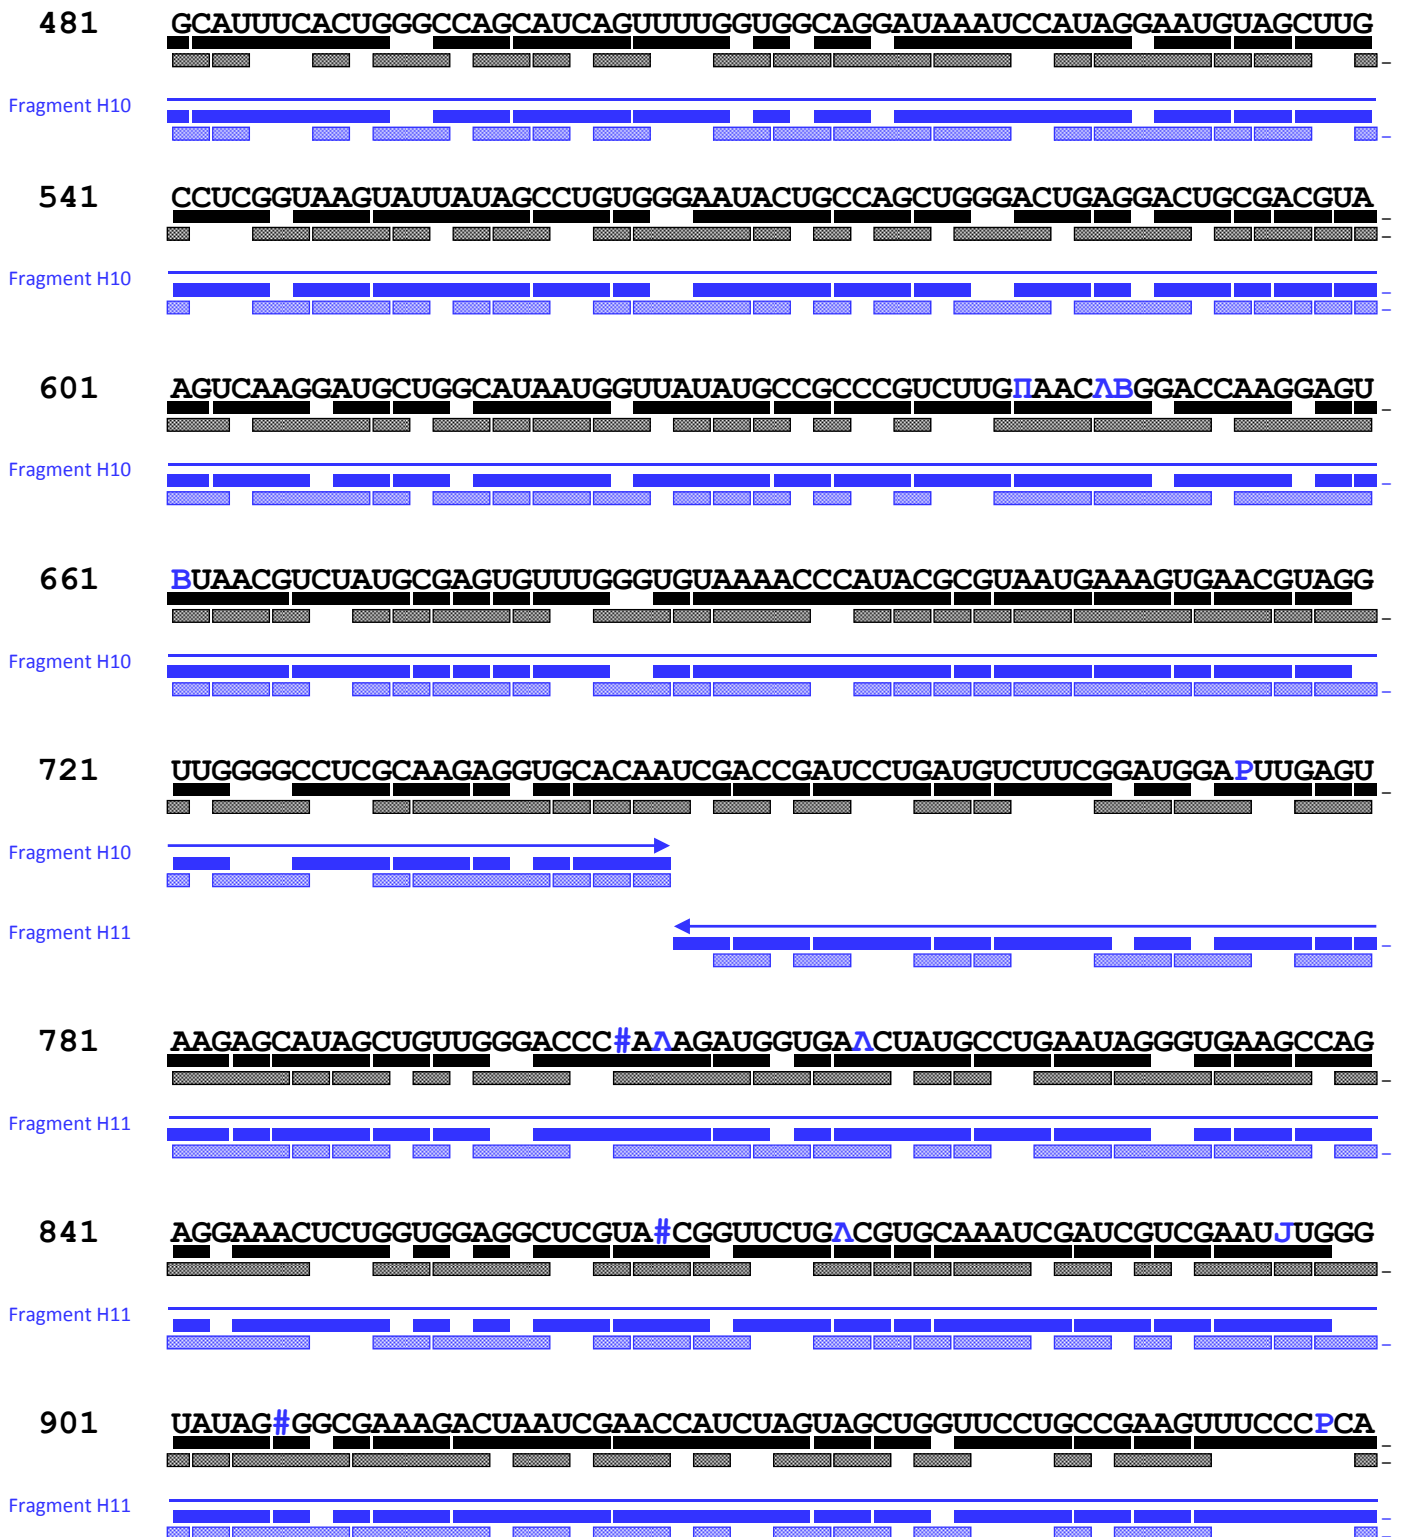 481 GCAUUUCACUGGGCCAGCAUCAGUUUUGGUGGCAGGAUAAAUCCAUAGGAAUGUAGCUUG
Fragment H10
541 CCUCGGUAAGUAUUAUAGCCUGUGGGAAUACUGCCAGCUGGGACUGAGGACUGCGACGUA
Fragment H10
601 AGUCAAGGAUGCUGGCAUAAUGGUUAUAUGCCGCCCGUCUUGΠAACΛBGGACCAAGGAGU
Fragment H10
661 BUAACGUCUAUGCGAGUGUUUGGGUGUAAAACCCAUACGCGUAAUGAAAGUGAACGUAGG
Fragment H10
721 UUGGGGCCUCGCAAGAGGUGCACAAUCGACCGAUCCUGAUGUCUUCGGAUGGAPUUGAGU
Fragment H10
Fragment H11
781 AAGAGCAUAGCUGUUGGGACCC#AΛAGAUGGUGAΛCUAUGCCUGAAUAGGGUGAAGCCAG
Fragment H11
841 AGGAAACUCUGGUGGAGGCUCGUA#CGGUUCUGΛCGUGCAAAUCGAUCGUCGAAUJUGGG
Fragment H11
901 UAUAG#GGCGAAAGACUAAUCGAACCAUCUAGUAGCUGGUUCCUGCCGAAGUUUCCCPCA
Fragment H11